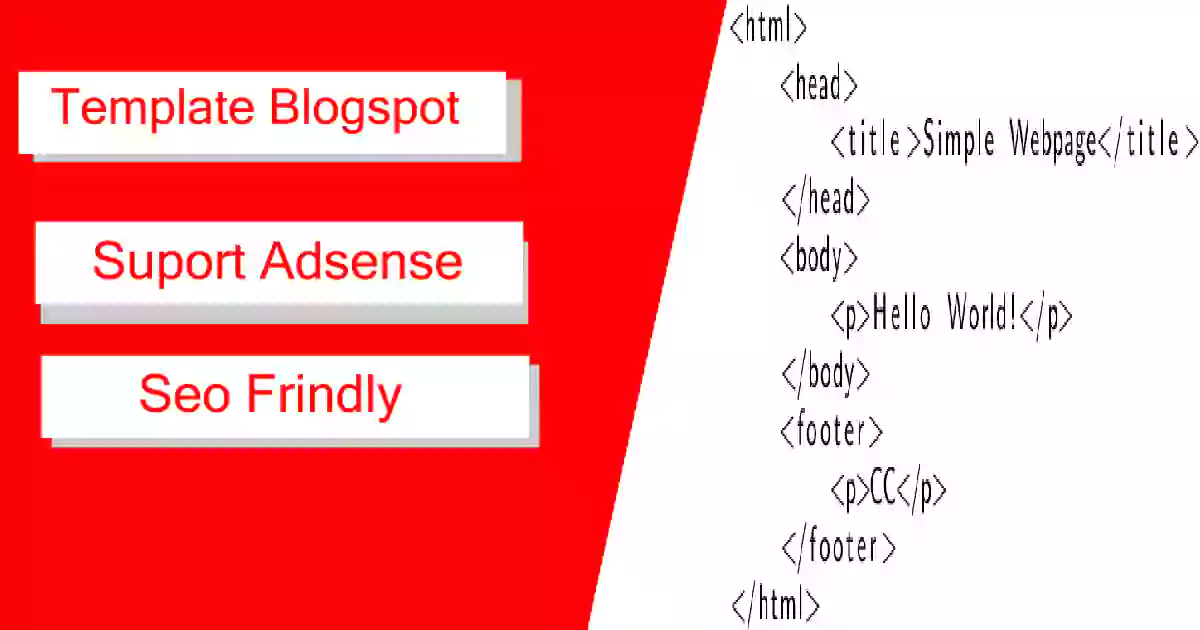 Template Blogspot
Suport Adsense
Seo Frindly
<html>
<head>
<title>Simple Webpage</title>
</head>
<body>
<p>Hello World!</p>
</body>
<footer>
<p>CC</p>
</footer>
</html>